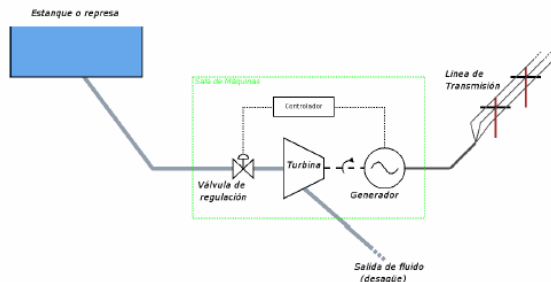 Estanque o represa
Sala de Máquinas
Controlador
Línea de
Transmisión
Turbina
Válvula de
regulación
Generador
Salida de fluido
(desagüe)